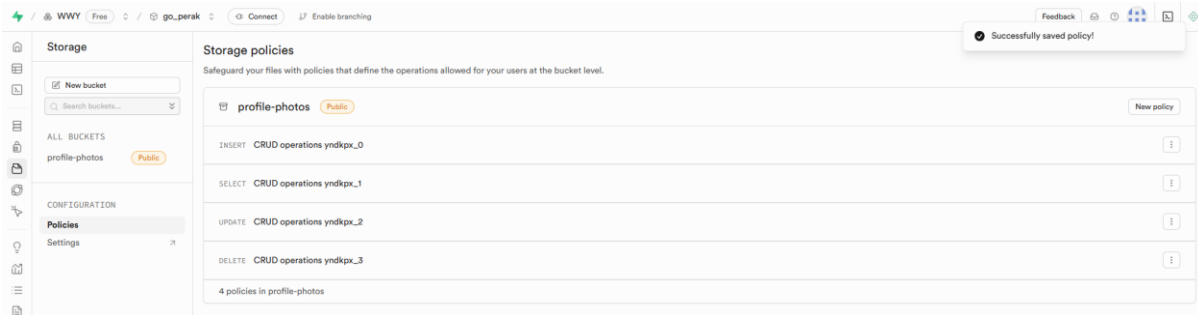 WWY Free / go_perak Connect Enable branching Feedback
Successfully saved policy!
Storage
New bucket
Search buckets...
ALL BUCKETS
profile-photos Public
CONFIGURATION
Policies
Settings
Storage policies
Safeguard your files with policies that define the operations allowed for your users at the bucket level.
profile-photos Public New policy
INSERT CRUD operations yndkpx_0
SELECT CRUD operations yndkpx_1
UPDATE CRUD operations yndkpx_2
DELETE CRUD operations yndkpx_3
4 policies in profile-photos